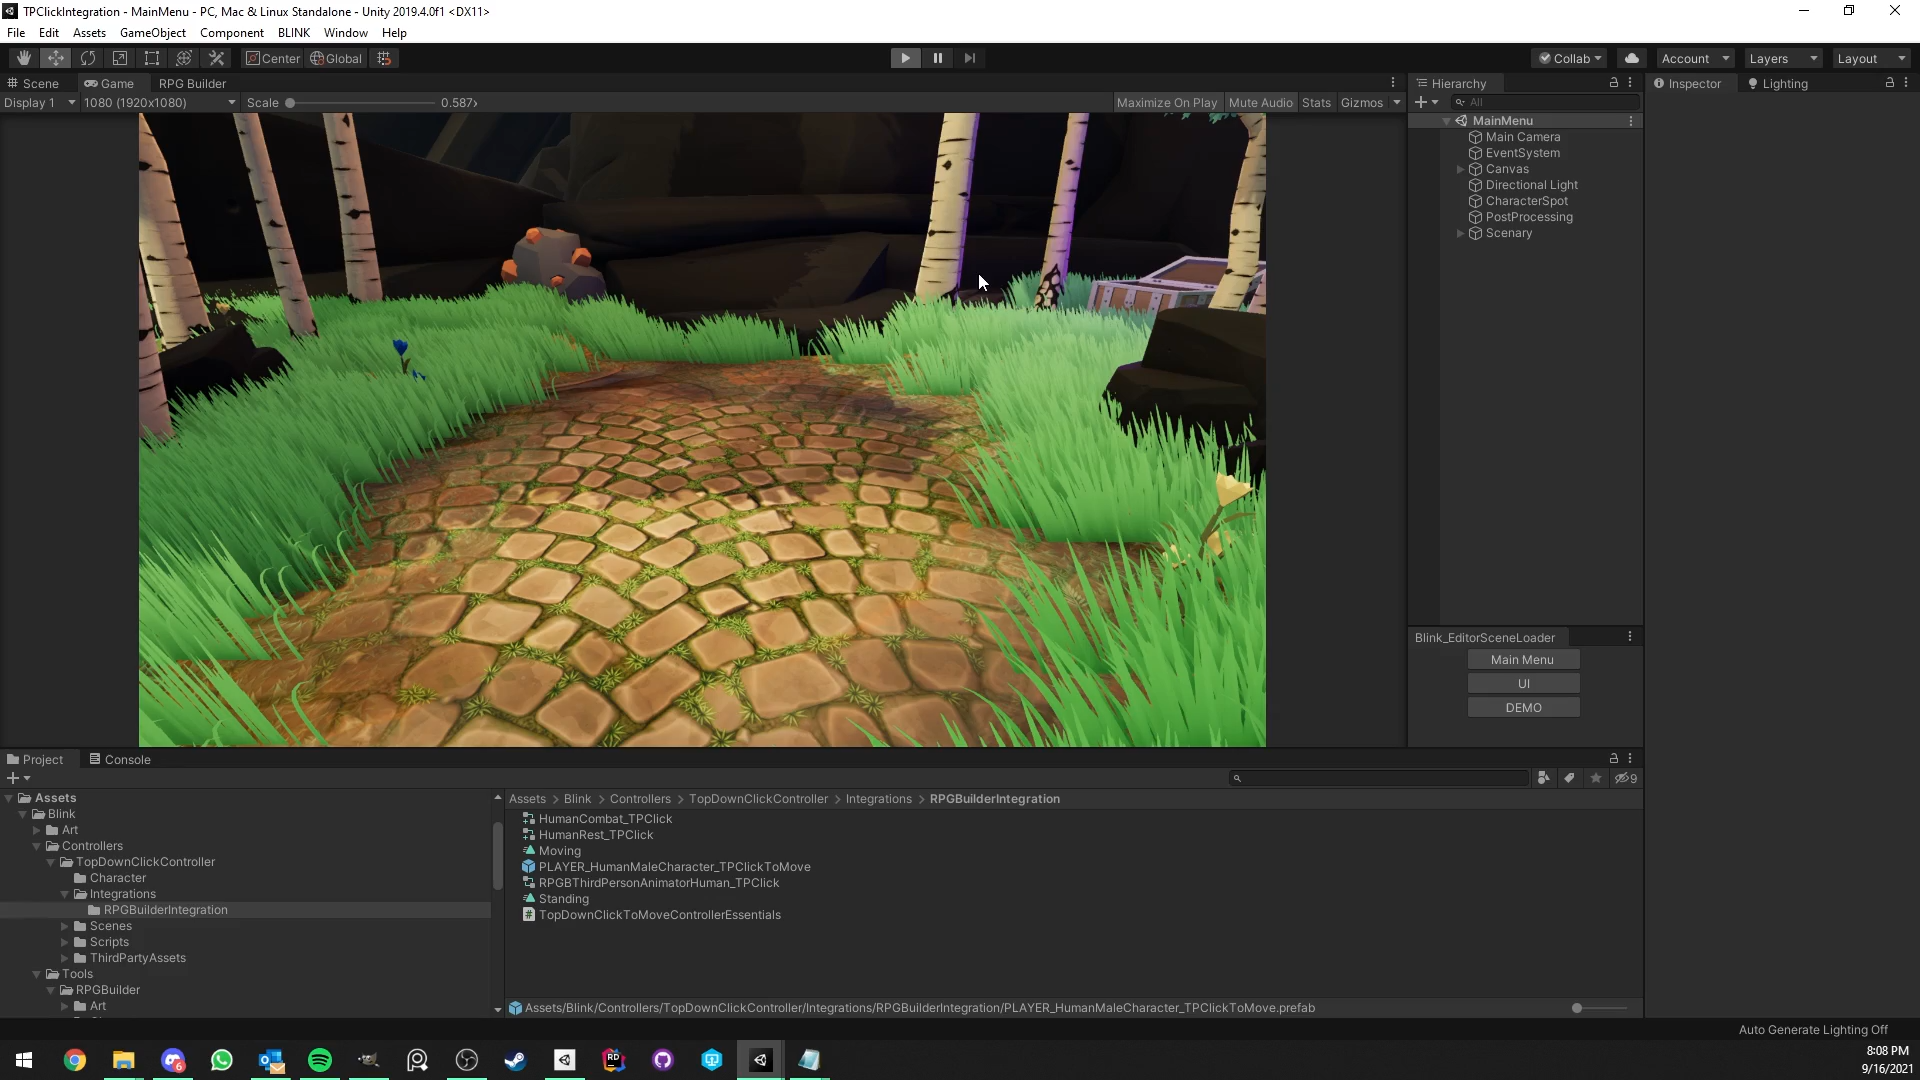 TPClickIntegration - MainMenu - PC, Mac & Linux Standalone - Unity 2019.4.0f1 <DX11>
File Edit Assets GameObject Component BLINK Window Help
Center Global Collab Account Layers Layout
Scene Game RPG Builder
Display 1 1080 (1920x1080) Scale 0.587x Maximize On Play Mute Audio Stats Gizmos
Hierarchy
All
MainMenu
Main Camera
EventSystem
Canvas
Directional Light
CharacterSpot
PostProcessing
Scenary
Inspector Lighting
Blink_EditorSceneLoader
Main Menu
UI
DEMO
Project Console
9
Assets
Blink
Art
Controllers
TopDownClickController
Character
Integrations
RPGBuilderIntegration
Scenes
Scripts
ThirdPartyAssets
Tools
RPGBuilder
Art
Assets > Blink > Controllers > TopDownClickController > Integrations > RPGBuilderIntegration
HumanCombat_TPClick
HumanRest_TPClick
Moving
PLAYER_HumanMaleCharacter_TPClickToMove
RPGBThirdPersonAnimatorHuman_TPClick
Standing
TopDownClickToMoveControllerEssentials
Assets/Blink/Controllers/TopDownClickController/Integrations/RPGBuilderIntegration/PLAYER_HumanMaleCharacter_TPClickToMove.prefab
Auto Generate Lighting Off
6
RD
8:08 PM
9/16/2021